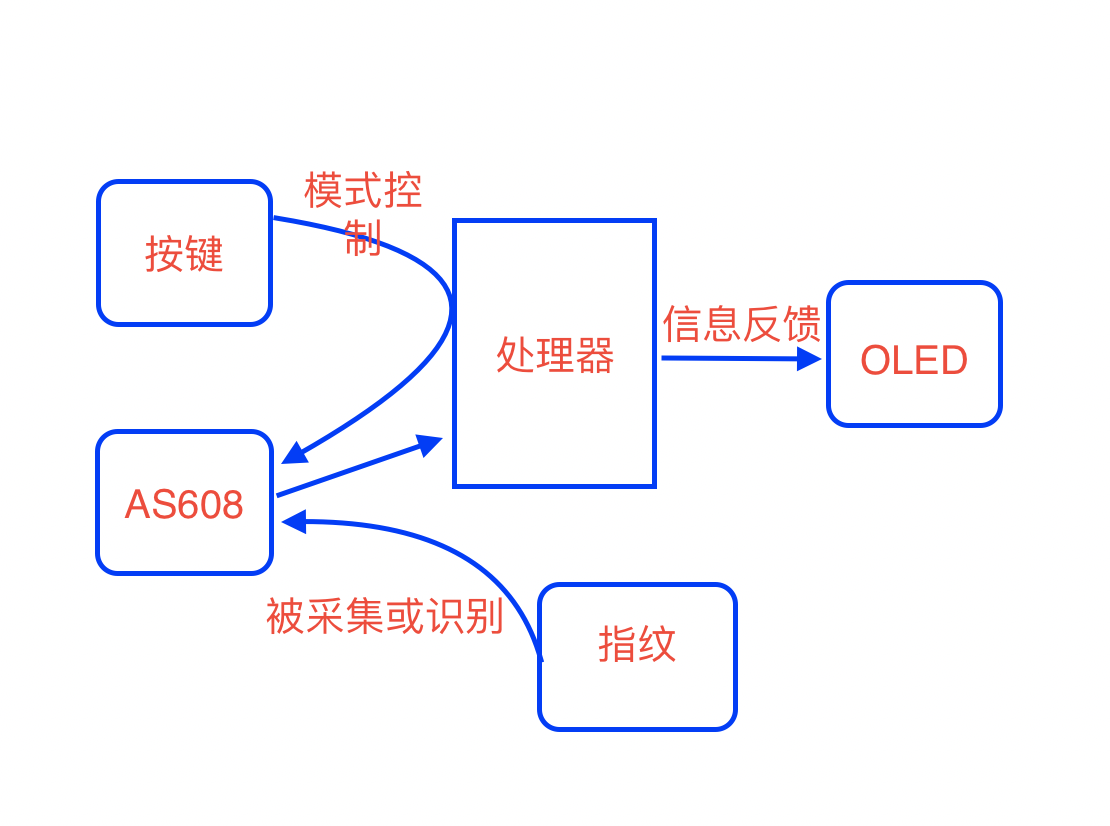 模式控
制
按键
信息反馈
处理器
OLED
AS608
被采集或识别
指纹